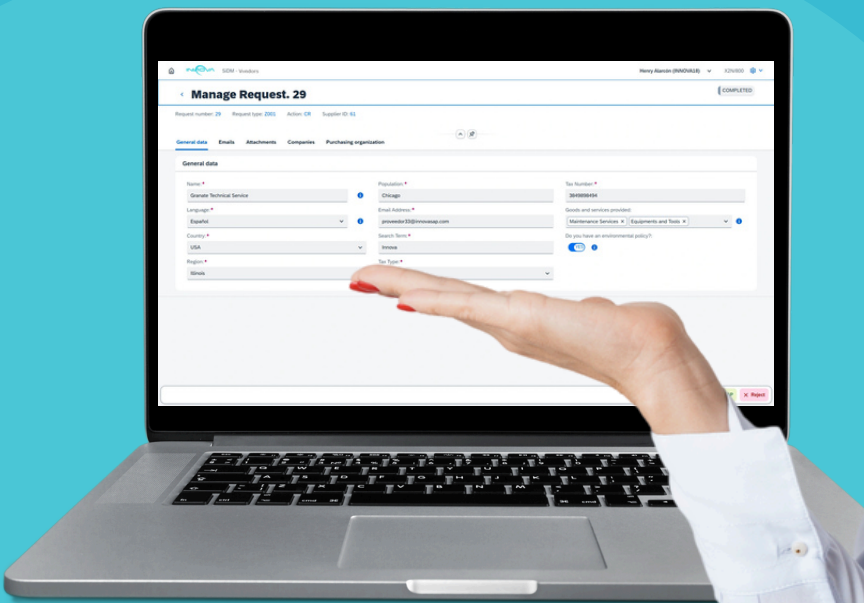 SIDM - Vendors
Henry Alarcón (INNOVA18)
Manage Request. 29
COMPLETED
Request number: 29 Request type: Z001 Action: CR Supplier ID: 61
General data Emails Attachments Companies Purchasing organization
General data
Name: * Population: * Tax Number: *
Granate Technical Service Chicago 3849898494
Language: * Email Address: * Goods and services provided:
Español proveedor33@innovasap.com Maintenance Services × Equipments and Tools ×
Country: * Search Term: * Do you have an environmental policy?:
USA Innova YES
Region: * Tax Type: *
Illinois
× Reject